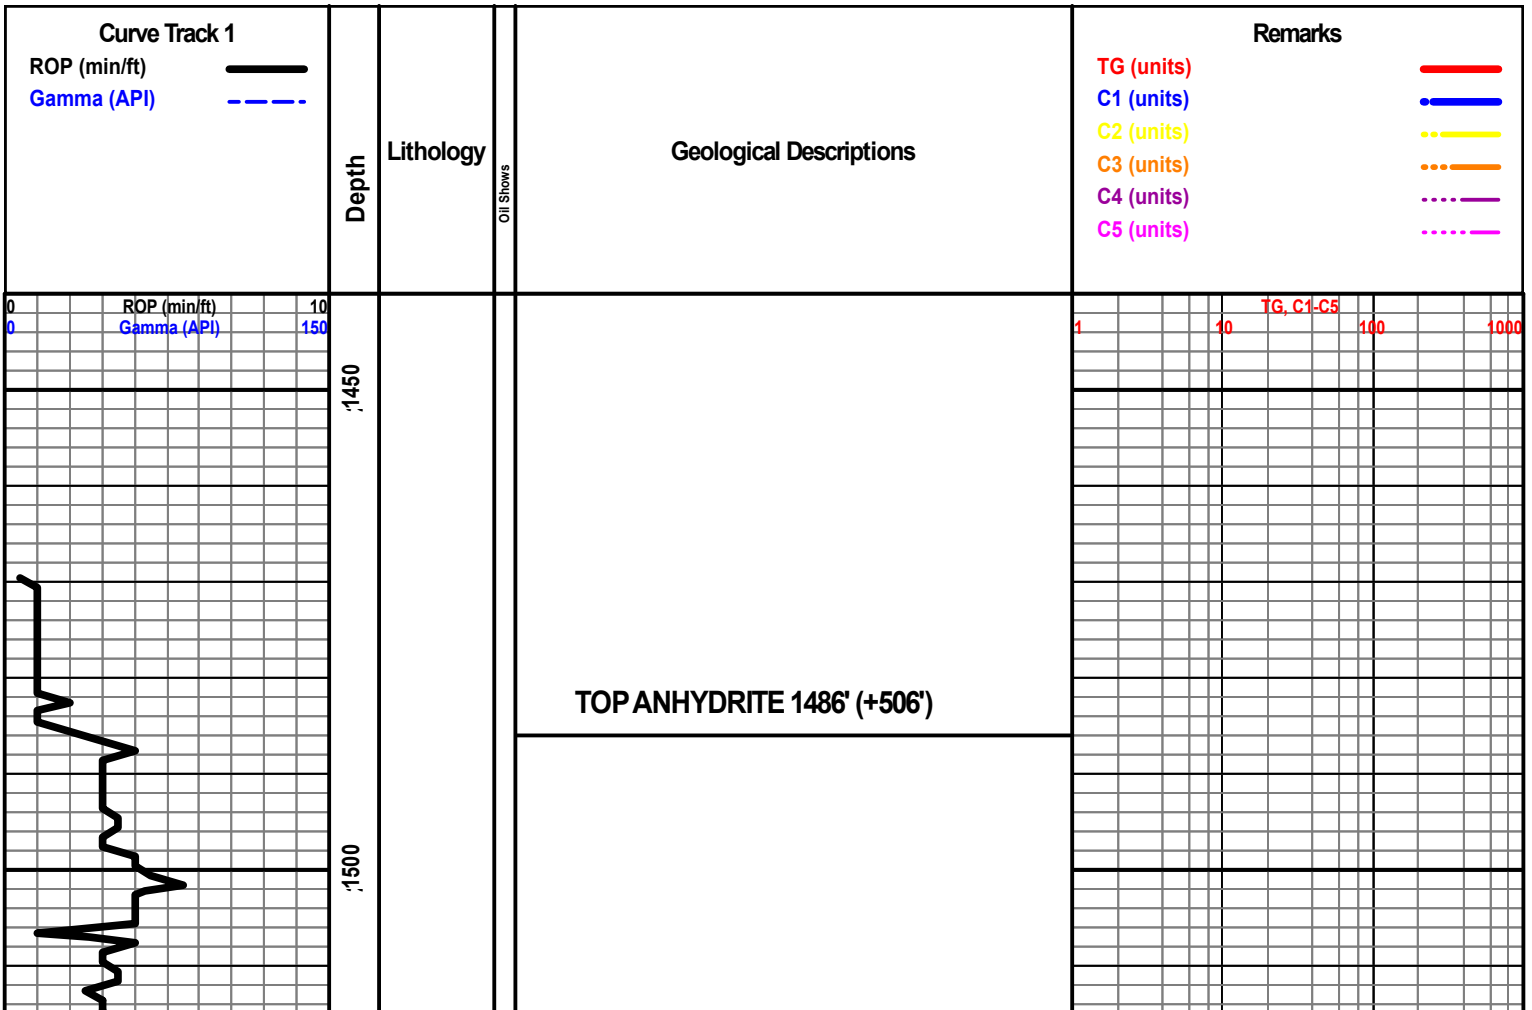 Curve Track 1
ROP (min/ft)
Gamma (API)
Depth
Lithology
Oil Shows
Geological Descriptions
Remarks
TG (units)
C1 (units)
C2 (units)
C3 (units)
C4 (units)
C5 (units)
0 ROP (min/ft) 10
0 Gamma (API) 150
TG, C1-C5
1 10 100 1000
1450
TOP ANHYDRITE 1486' (+506')
1500